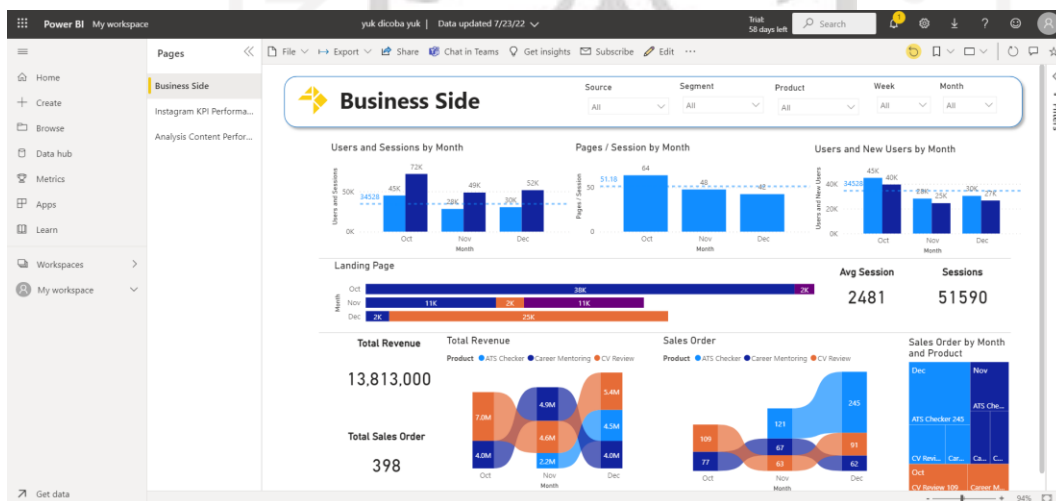 Power BI My workspace
yuk dicoba yuk | Data updated 7/23/22
Trial:
58 days left
Search
1
Pages
File
Export
Share
Chat in Teams
Get insights
Subscribe
Edit
Home
Create
Browse
Data hub
Metrics
Apps
Learn
Workspaces
My workspace
Get data
Business Side
Instagram KPI Performa...
Analysis Content Perfor...
Filters
Business Side
Source
All
Segment
All
Product
All
Week
All
Month
All
Users and Sessions by Month
Users and Sessions
50K
0K
34528
45K
72K
28K
49K
30K
52K
Oct
Nov
Dec
Month
Pages / Session by Month
Pages / Session
50
0
51.18
64
48
Oct
Nov
Dec
Month
Users and New Users by Month
Users and New Users
40K
20K
0K
34528
45K
40K
28K
25K
30K
27K
Oct
Nov
Dec
Month
Landing Page
Month
Oct
38K
2K
Nov
11K
2K
11K
Dec
2K
25K
Avg Session
2481
Sessions
51590
Total Revenue
13,813,000
Total Sales Order
398
Total Revenue
Product ATS Checker Career Mentoring CV Review
7.0M
4.0M
4.9M
4.6M
2.2M
5.4M
4.5M
4.0M
Oct
Nov
Dec
Month
Sales Order
Product ATS Checker Career Mentoring CV Review
109
77
121
67
63
245
91
62
Oct
Nov
Dec
Month
Sales Order by Month
and Product
Dec
ATS Checker 245
CV Revi...
Car...
Nov
ATS Che...
Ca...
C...
Oct
CV Review 109
Career M...
94%